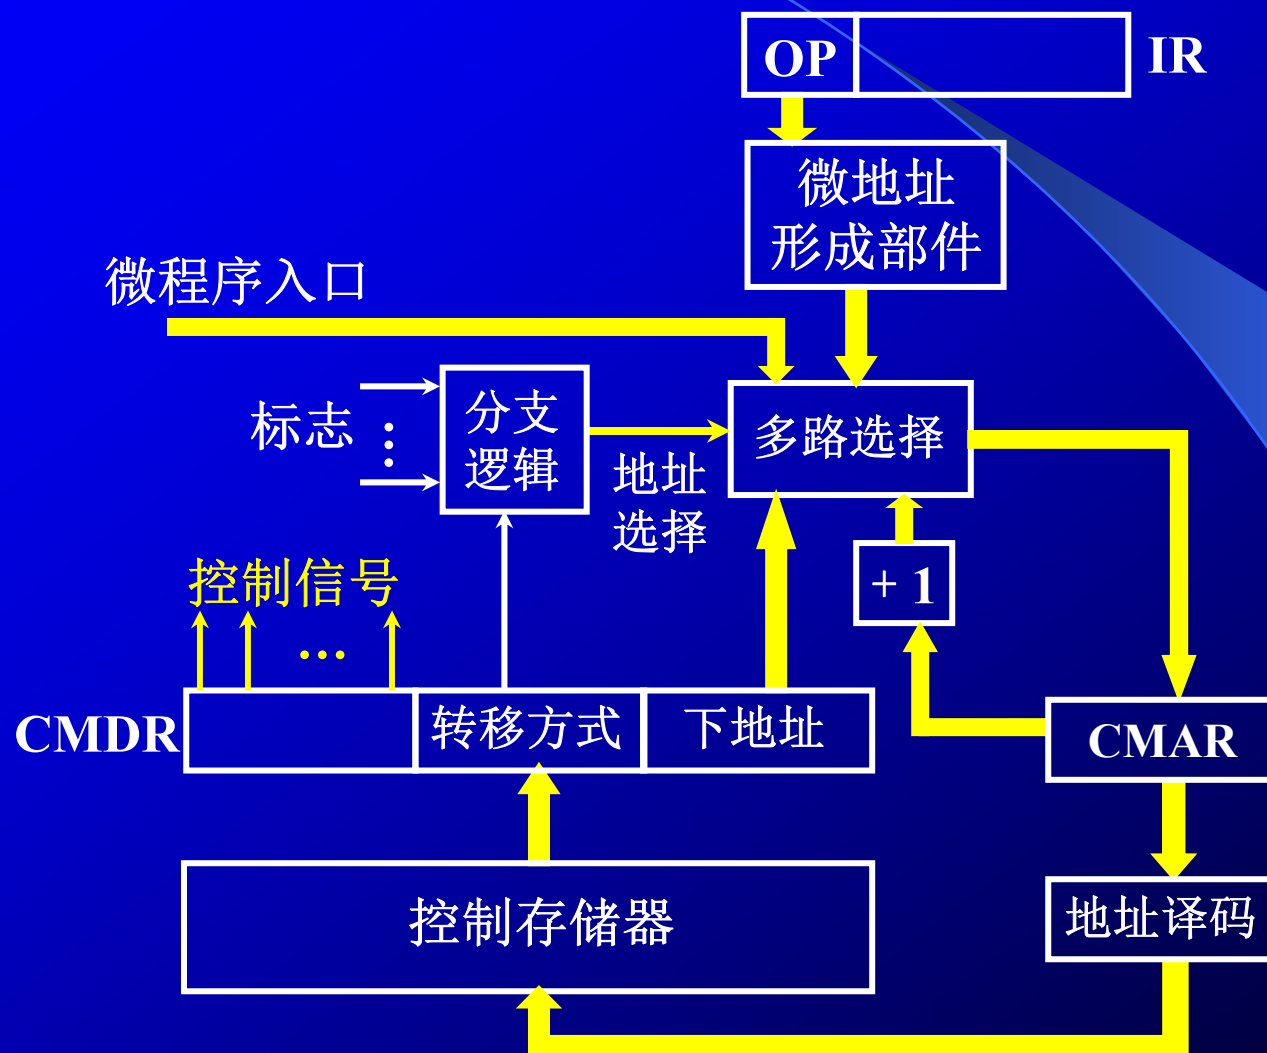 OP
IR
微地址
形成部件
微程序入口
标志
⋮
分支
逻辑
地址
选择
多路选择
+ 1
控制信号
…
CMDR
转移方式
下地址
CMAR
控制存储器
地址译码